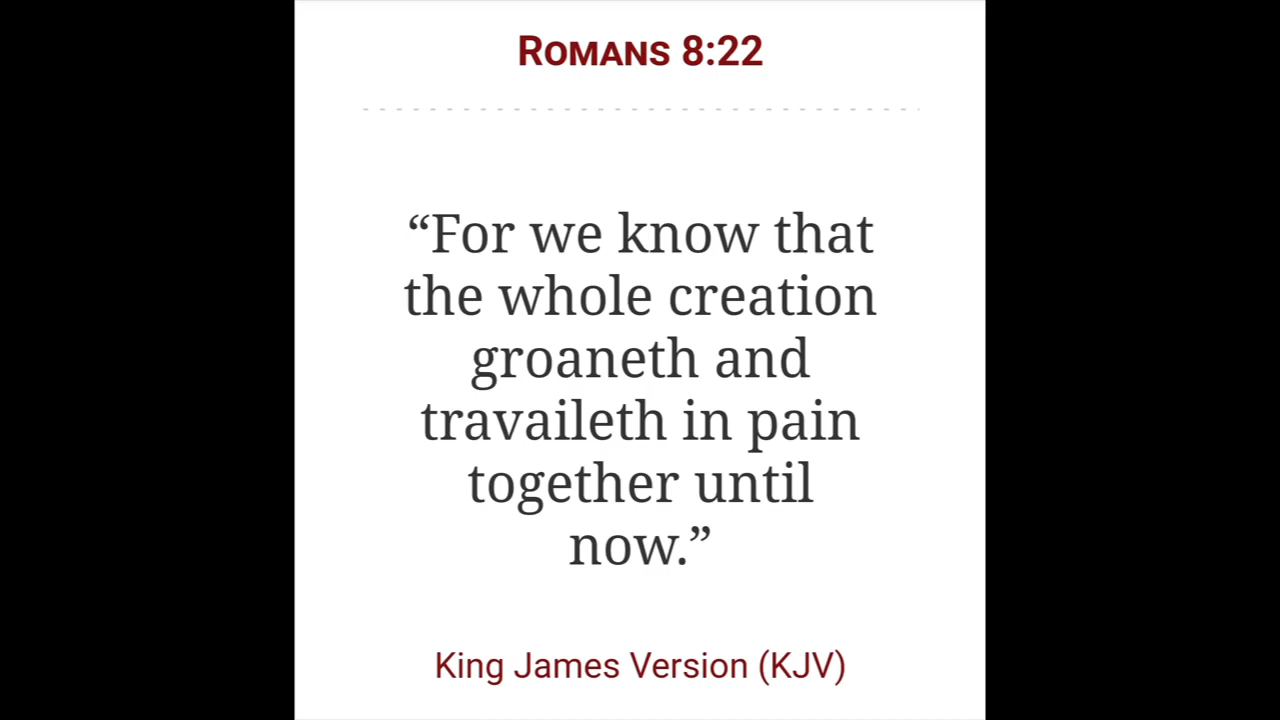 Romans 8:22
“For we know that
the whole creation
groaneth and
travaileth in pain
together until
now.”
King James Version (KJV)